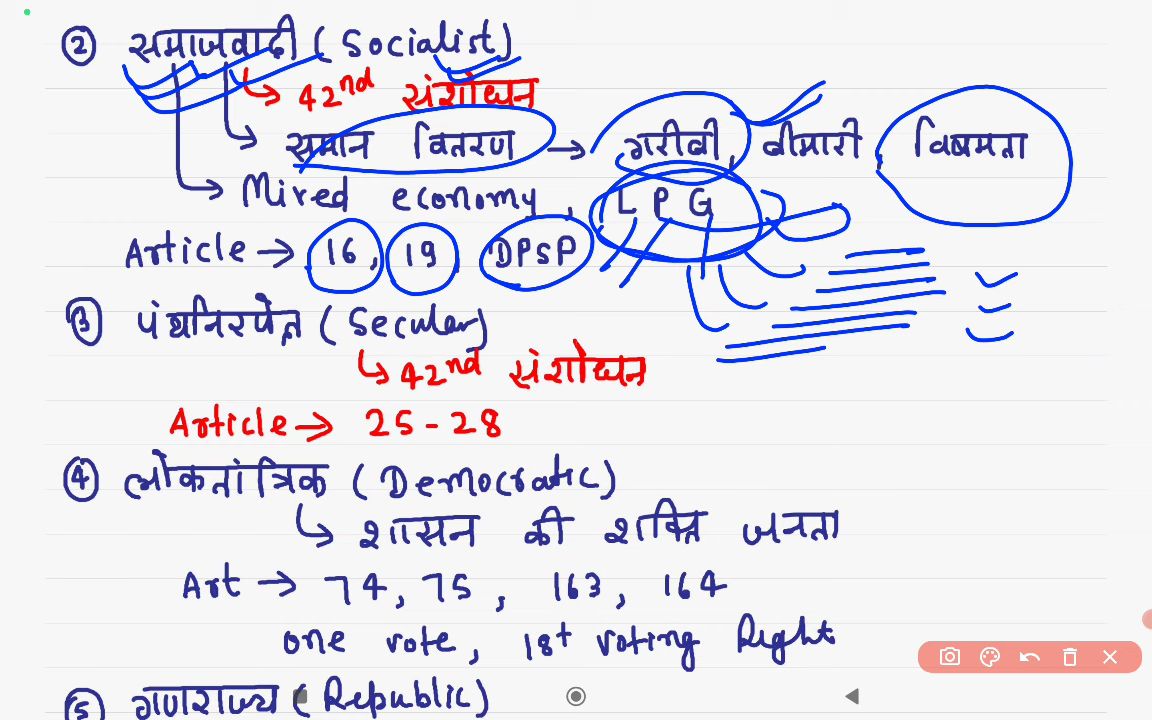 ② समाजवादी ( Socialist )
↳ 42nd संशोधन
↳ समान वितरण → गरीबी, बीमारी विषमता
↳ Mixed economy, LPG
Article → 16, 19 DPSP
③ पंथनिरपेक्ष ( Secular )
↳ 42nd संशोधन
Article → 25 - 28
④ लोकतांत्रिक ( Democratic )
↳ शासन की शक्ति जनता
Art → 74, 75, 163, 164
one vote, 18+ voting Right
⑤ गणराज्य ( Republic )